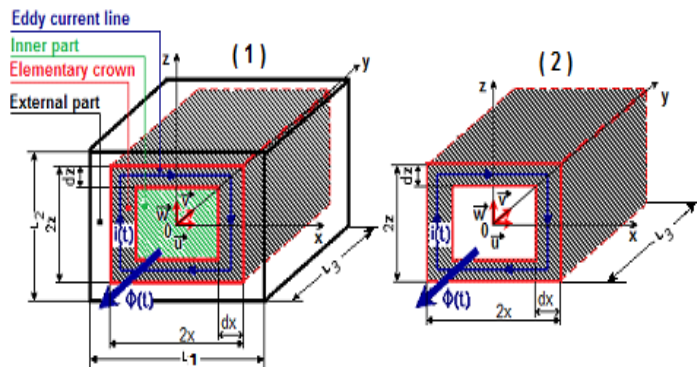 Eddy current line
Inner part
Elementary crown
External part
( 1 )
z
y
x
dz
2z
L2
i(t)
w
v
0
u
Φ(t)
dx
2x
L1
L3
( 2 )
z
y
x
dz
2z
i(t)
w
v
0
u
Φ(t)
dx
2x
L3